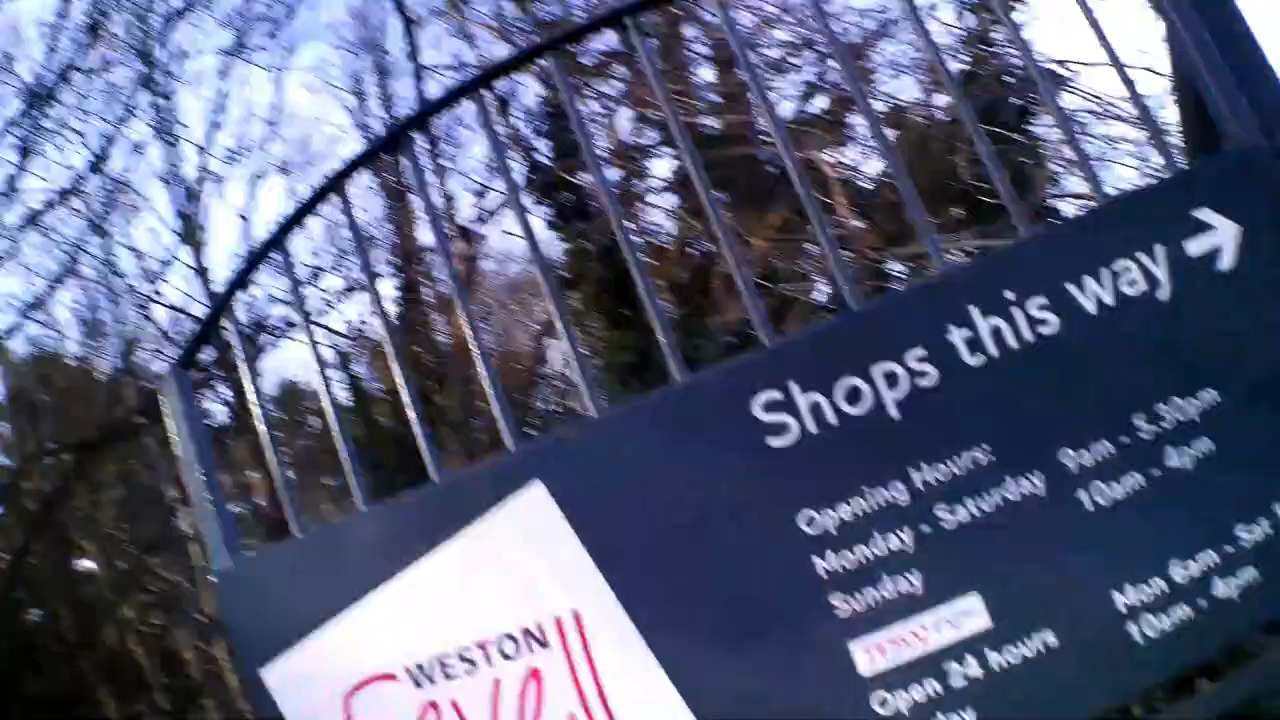 Shops this way →
Opening Hours:
Monday - Saturday 9am - 5:30pm
Sunday 10am - 4pm
Open 24 hours Mon 6am - Sat
10am - 4pm
WESTON